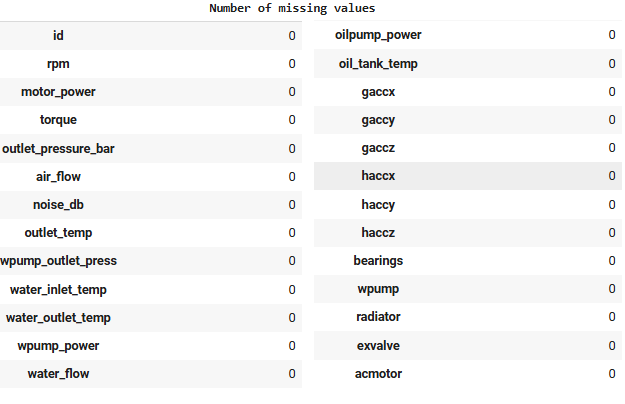 Number of missing values
id 0
rpm 0
motor_power 0
torque 0
outlet_pressure_bar 0
air_flow 0
noise_db 0
outlet_temp 0
wpump_outlet_press 0
water_inlet_temp 0
water_outlet_temp 0
wpump_power 0
water_flow 0
oilpump_power 0
oil_tank_temp 0
gaccx 0
gaccy 0
gaccz 0
haccx 0
haccy 0
haccz 0
bearings 0
wpump 0
radiator 0
exvalve 0
acmotor 0